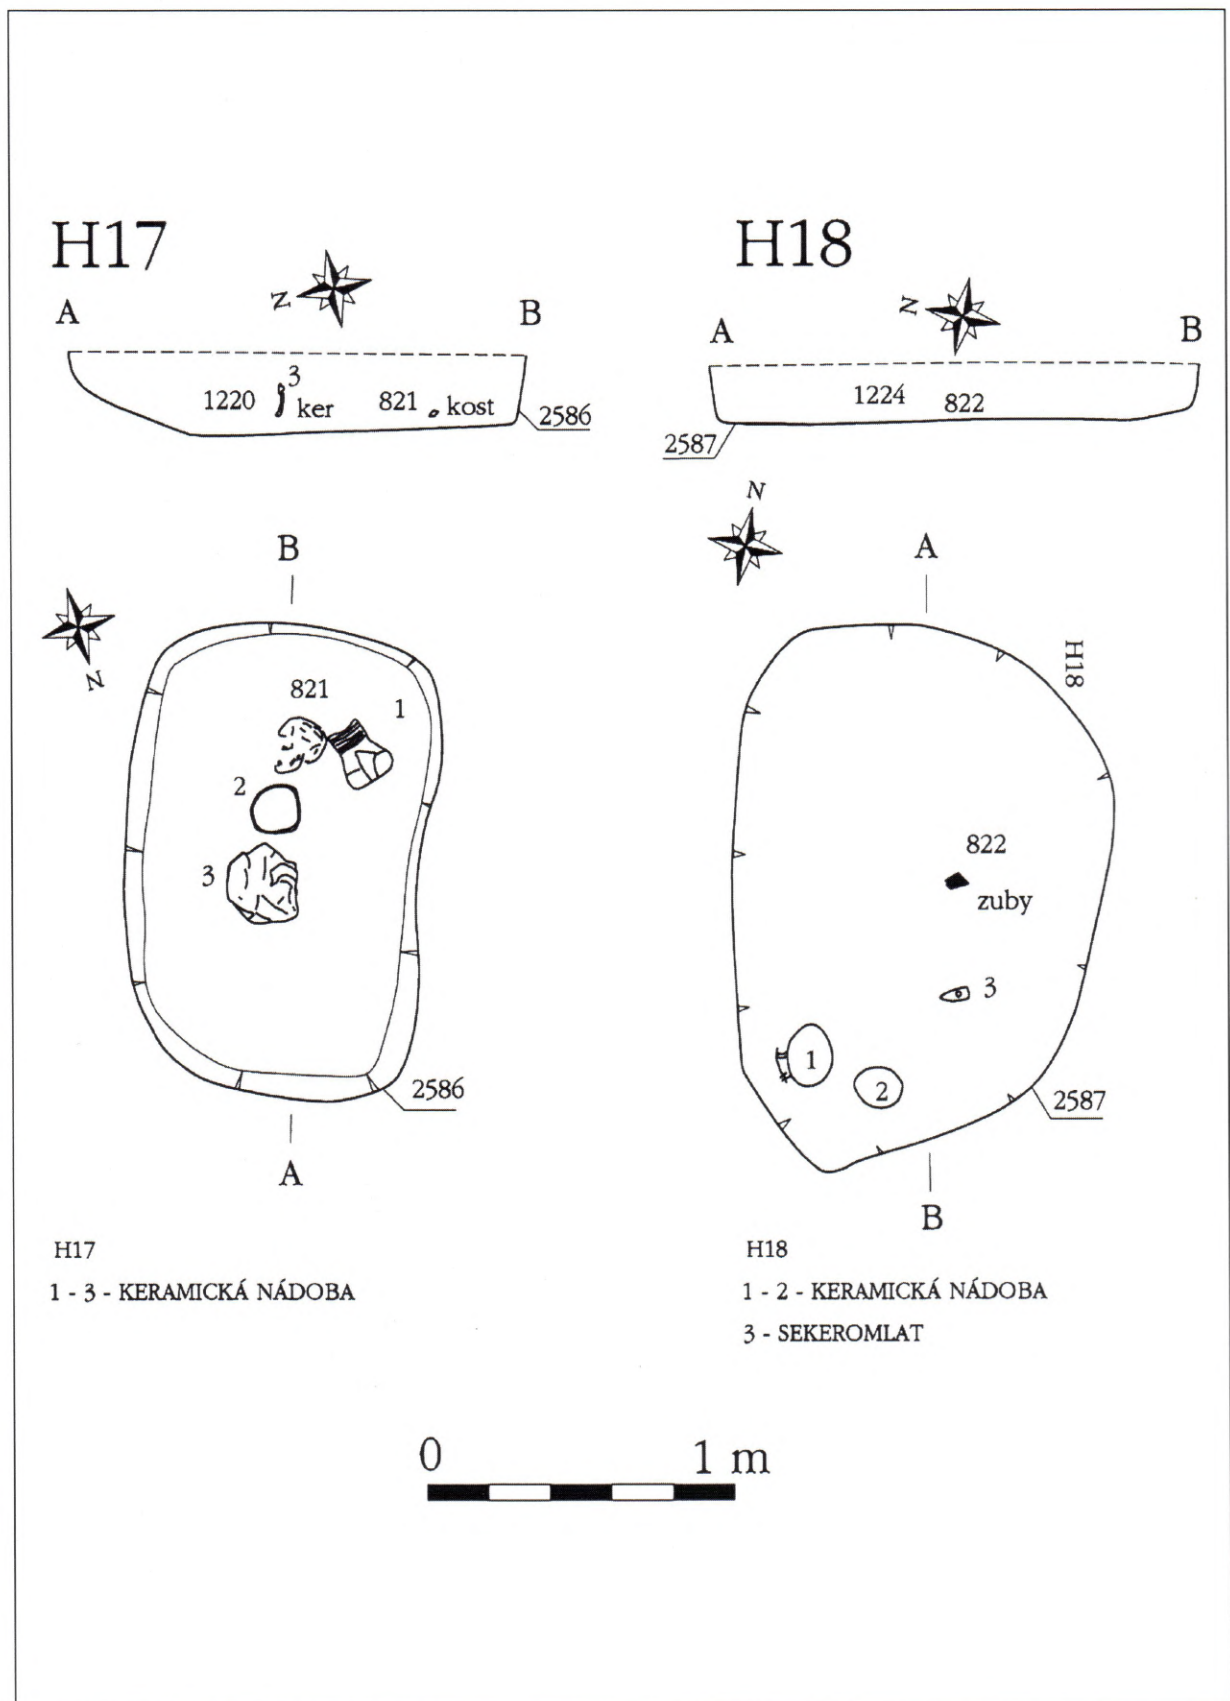 H17
N
A
B
1220
3
ker
821
kost
2586
H18
N
A
B
1224
822
2587
B
N
821
1
2
3
2586
A
N
A
H18
822
zuby
3
1
2
2587
B
H17
1 - 3 - KERAMICKÁ NÁDOBA
H18
1 - 2 - KERAMICKÁ NÁDOBA
3 - SEKEROMLAT
0
1 m